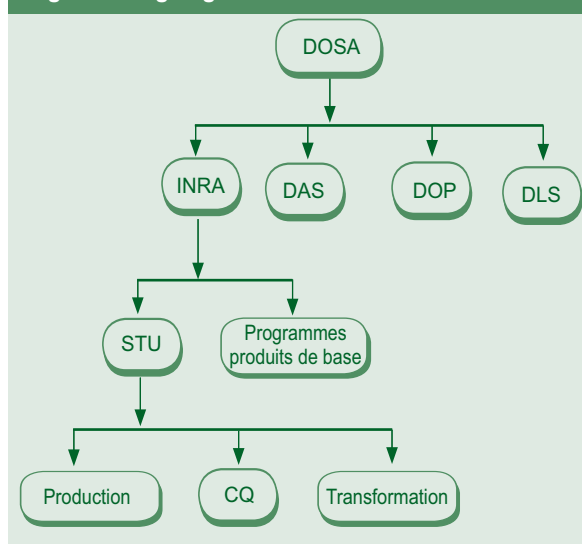 DOSA
INRA
DAS
DOP
DLS
STU
Programmes
produits de base
Production
CQ
Transformation